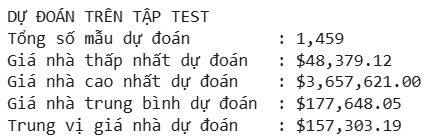 DỰ ĐOÁN TRÊN TẬP TEST
Tổng số mẫu dự đoán : 1,459
Giá nhà thấp nhất dự đoán : $48,379.12
Giá nhà cao nhất dự đoán : $3,657,621.00
Giá nhà trung bình dự đoán : $177,648.05
Trung vị giá nhà dự đoán : $157,303.19